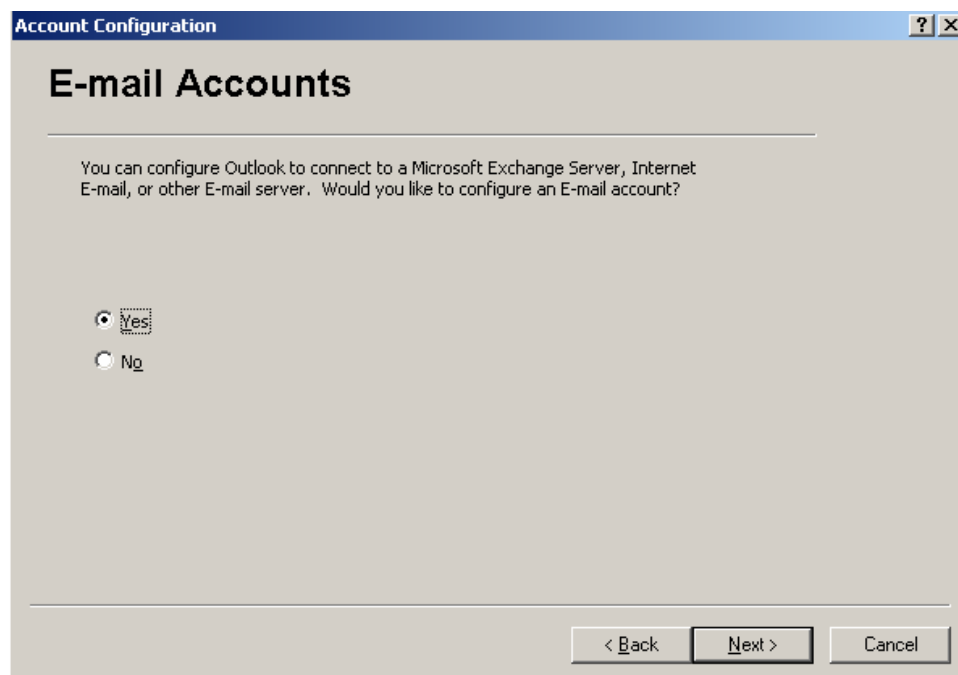 Account Configuration
E-mail Accounts
You can configure Outlook to connect to a Microsoft Exchange Server, Internet
E-mail, or other E-mail server. Would you like to configure an E-mail account?
Yes
No
< Back Next > Cancel